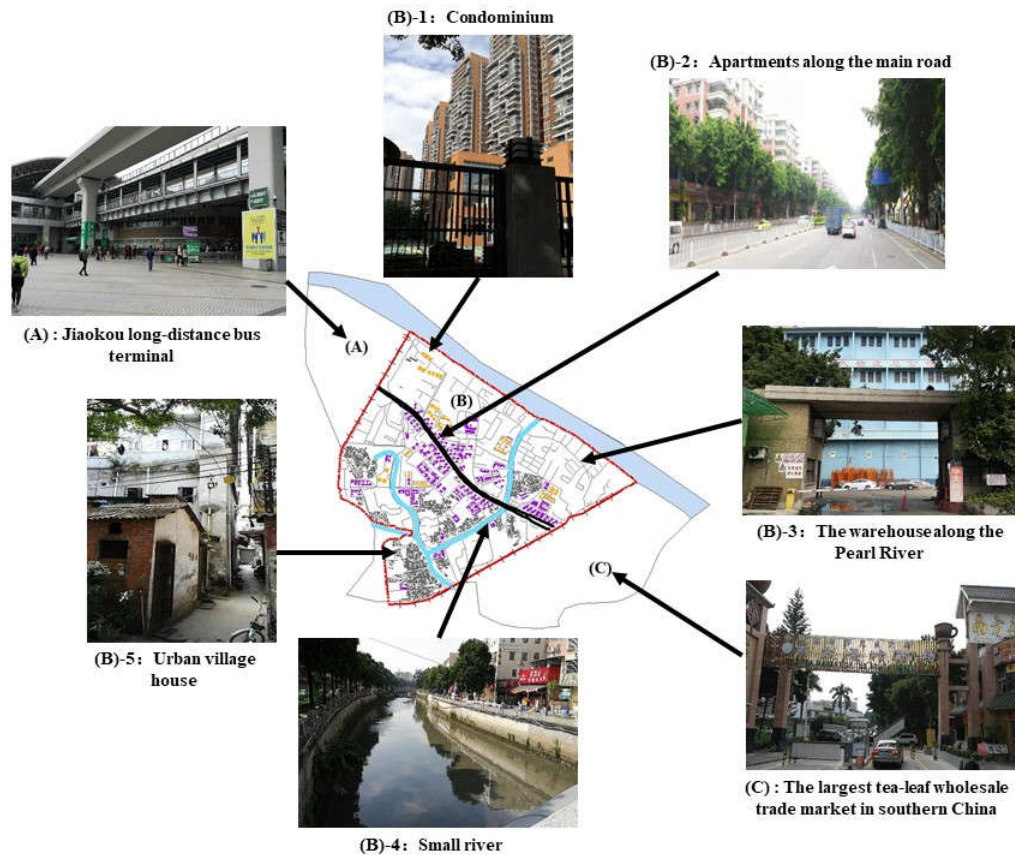 (B)-1：Condominium
(B)-2：Apartments along the main road
(A) : Jiaokou long-distance bus
terminal
(A)
(B)
(B)-3：The warehouse along the
Pearl River
(C)
(B)-5：Urban village
house
(B)-4：Small river
(C) : The largest tea-leaf wholesale
trade market in southern China